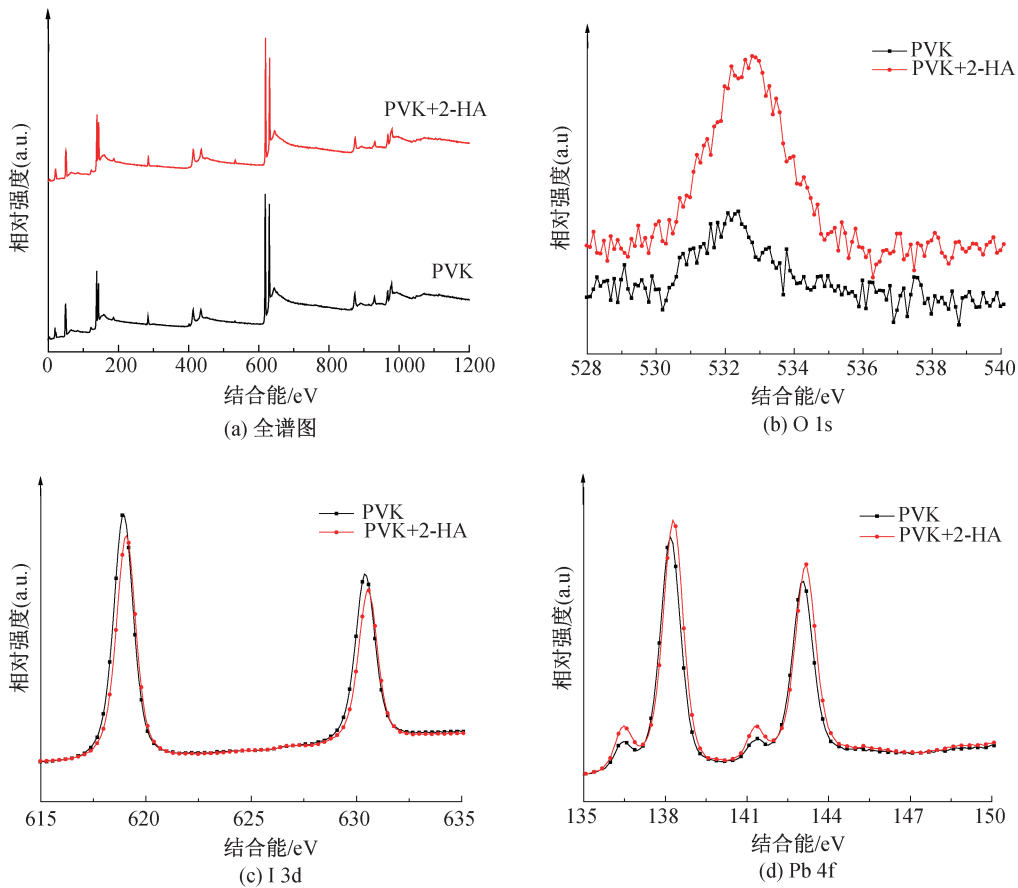 相对强度(a.u.)
PVK+2-HA
PVK
0 200 400 600 800 1000 1200
结合能/eV
(a) 全谱图
相对强度(a.u)
PVK
PVK+2-HA
528 530 532 534 536 538 540
结合能/eV
(b) O 1s
相对强度(a.u.)
PVK
PVK+2-HA
615 620 625 630 635
结合能/eV
(c) I 3d
相对强度(a.u)
PVK
PVK+2-HA
135 138 141 144 147 150
结合能/eV
(d) Pb 4f